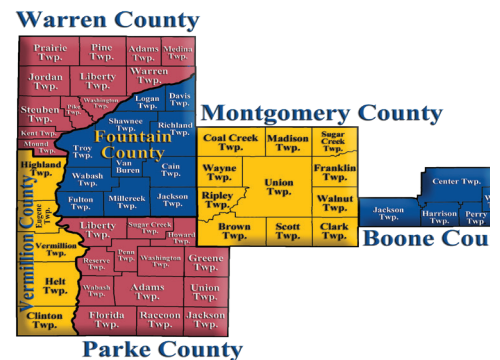 Warren County
Prairie
Twp.
Pine
Twp.
Adams
Twp.
Medina
Twp.
Jordan
Twp.
Liberty
Twp.
Warren
Twp.
Washington
Twp.
Steuben
Twp.
Pike
Twp.
Kent Twp.
Mound
Twp.
Logan
Twp.
Davis
Twp.
Shawnee
Twp.
Richland
Twp.
Fountain
County
Troy
Twp.
Van
Buren
Cain
Twp.
Wabash
Twp.
Fulton
Twp.
Millcreek
Twp.
Jackson
Twp.
Montgomery County
Coal Creek
Twp.
Madison
Twp.
Sugar
Creek
Twp.
Wayne
Twp.
Union
Twp.
Franklin
Twp.
Ripley
Twp.
Walnut
Twp.
Brown
Twp.
Scott
Twp.
Clark
Twp.
Center Twp.
Jackson
Twp.
Harrison
Twp.
Perry
Twp
Boone Cou
Vermillion County
Highland
Twp.
Eugene
Twp.
Vermillion
Twp.
Helt
Twp.
Clinton
Twp.
Liberty
Twp.
Sugar Creek
Twp.
Howard
Twp.
Penn
Twp.
Reserve
Twp.
Washington
Twp.
Greene
Twp.
Wabash
Twp.
Adams
Twp.
Union
Twp.
Florida
Twp.
Raccoon
Twp.
Jackson
Twp.
Parke County